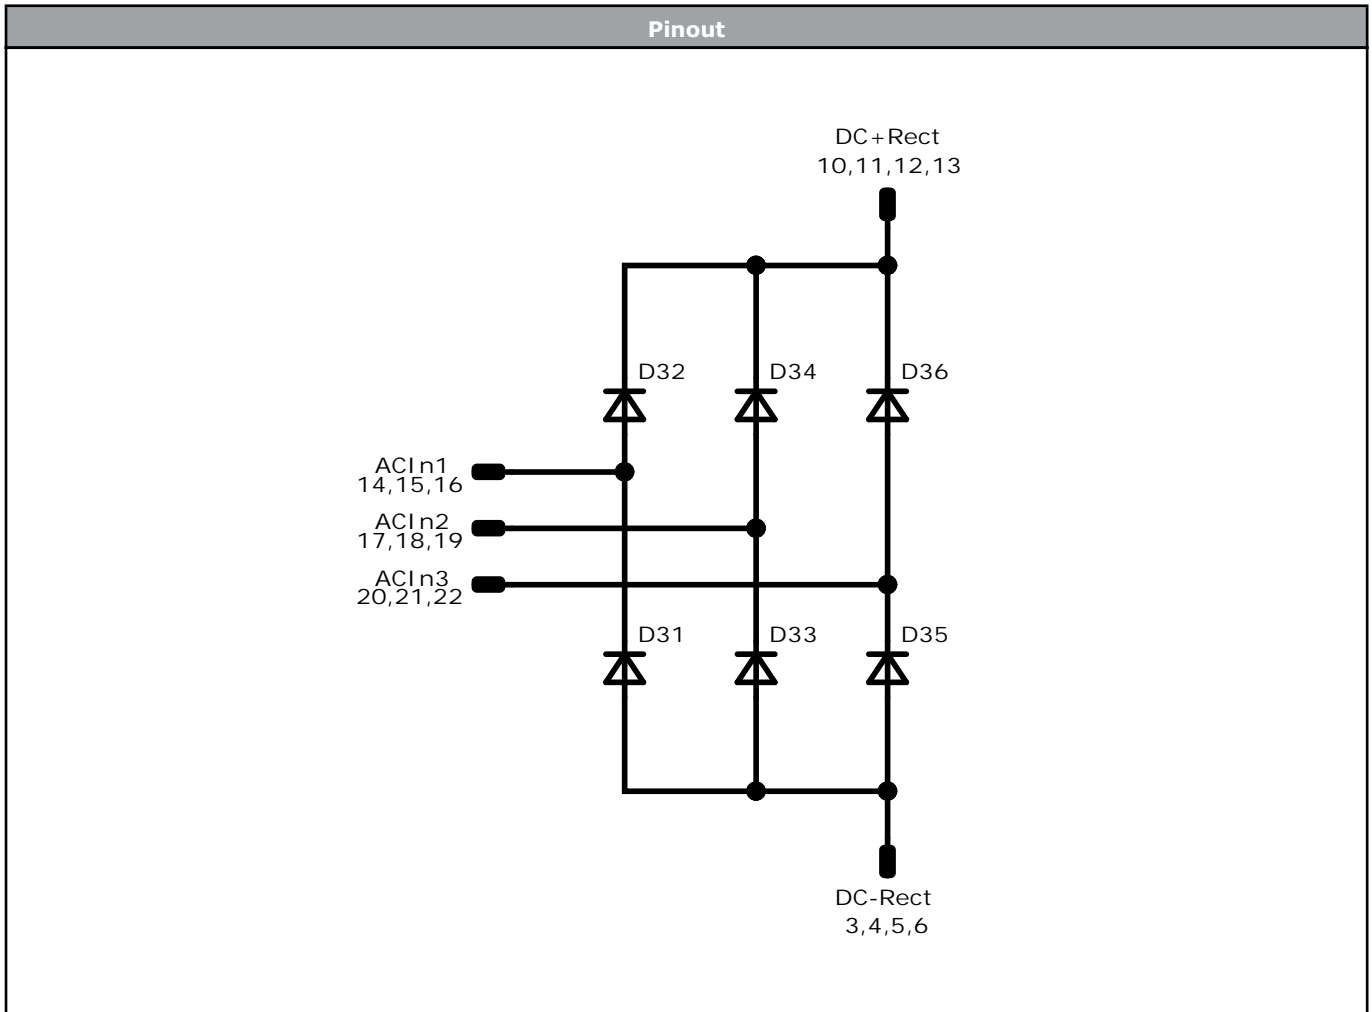 Pinout
DC+Rect
10,11,12,13
D32
D34
D36
ACIn1
14,15,16
ACIn2
17,18,19
ACIn3
20,21,22
D31
D33
D35
DC-Rect
3,4,5,6